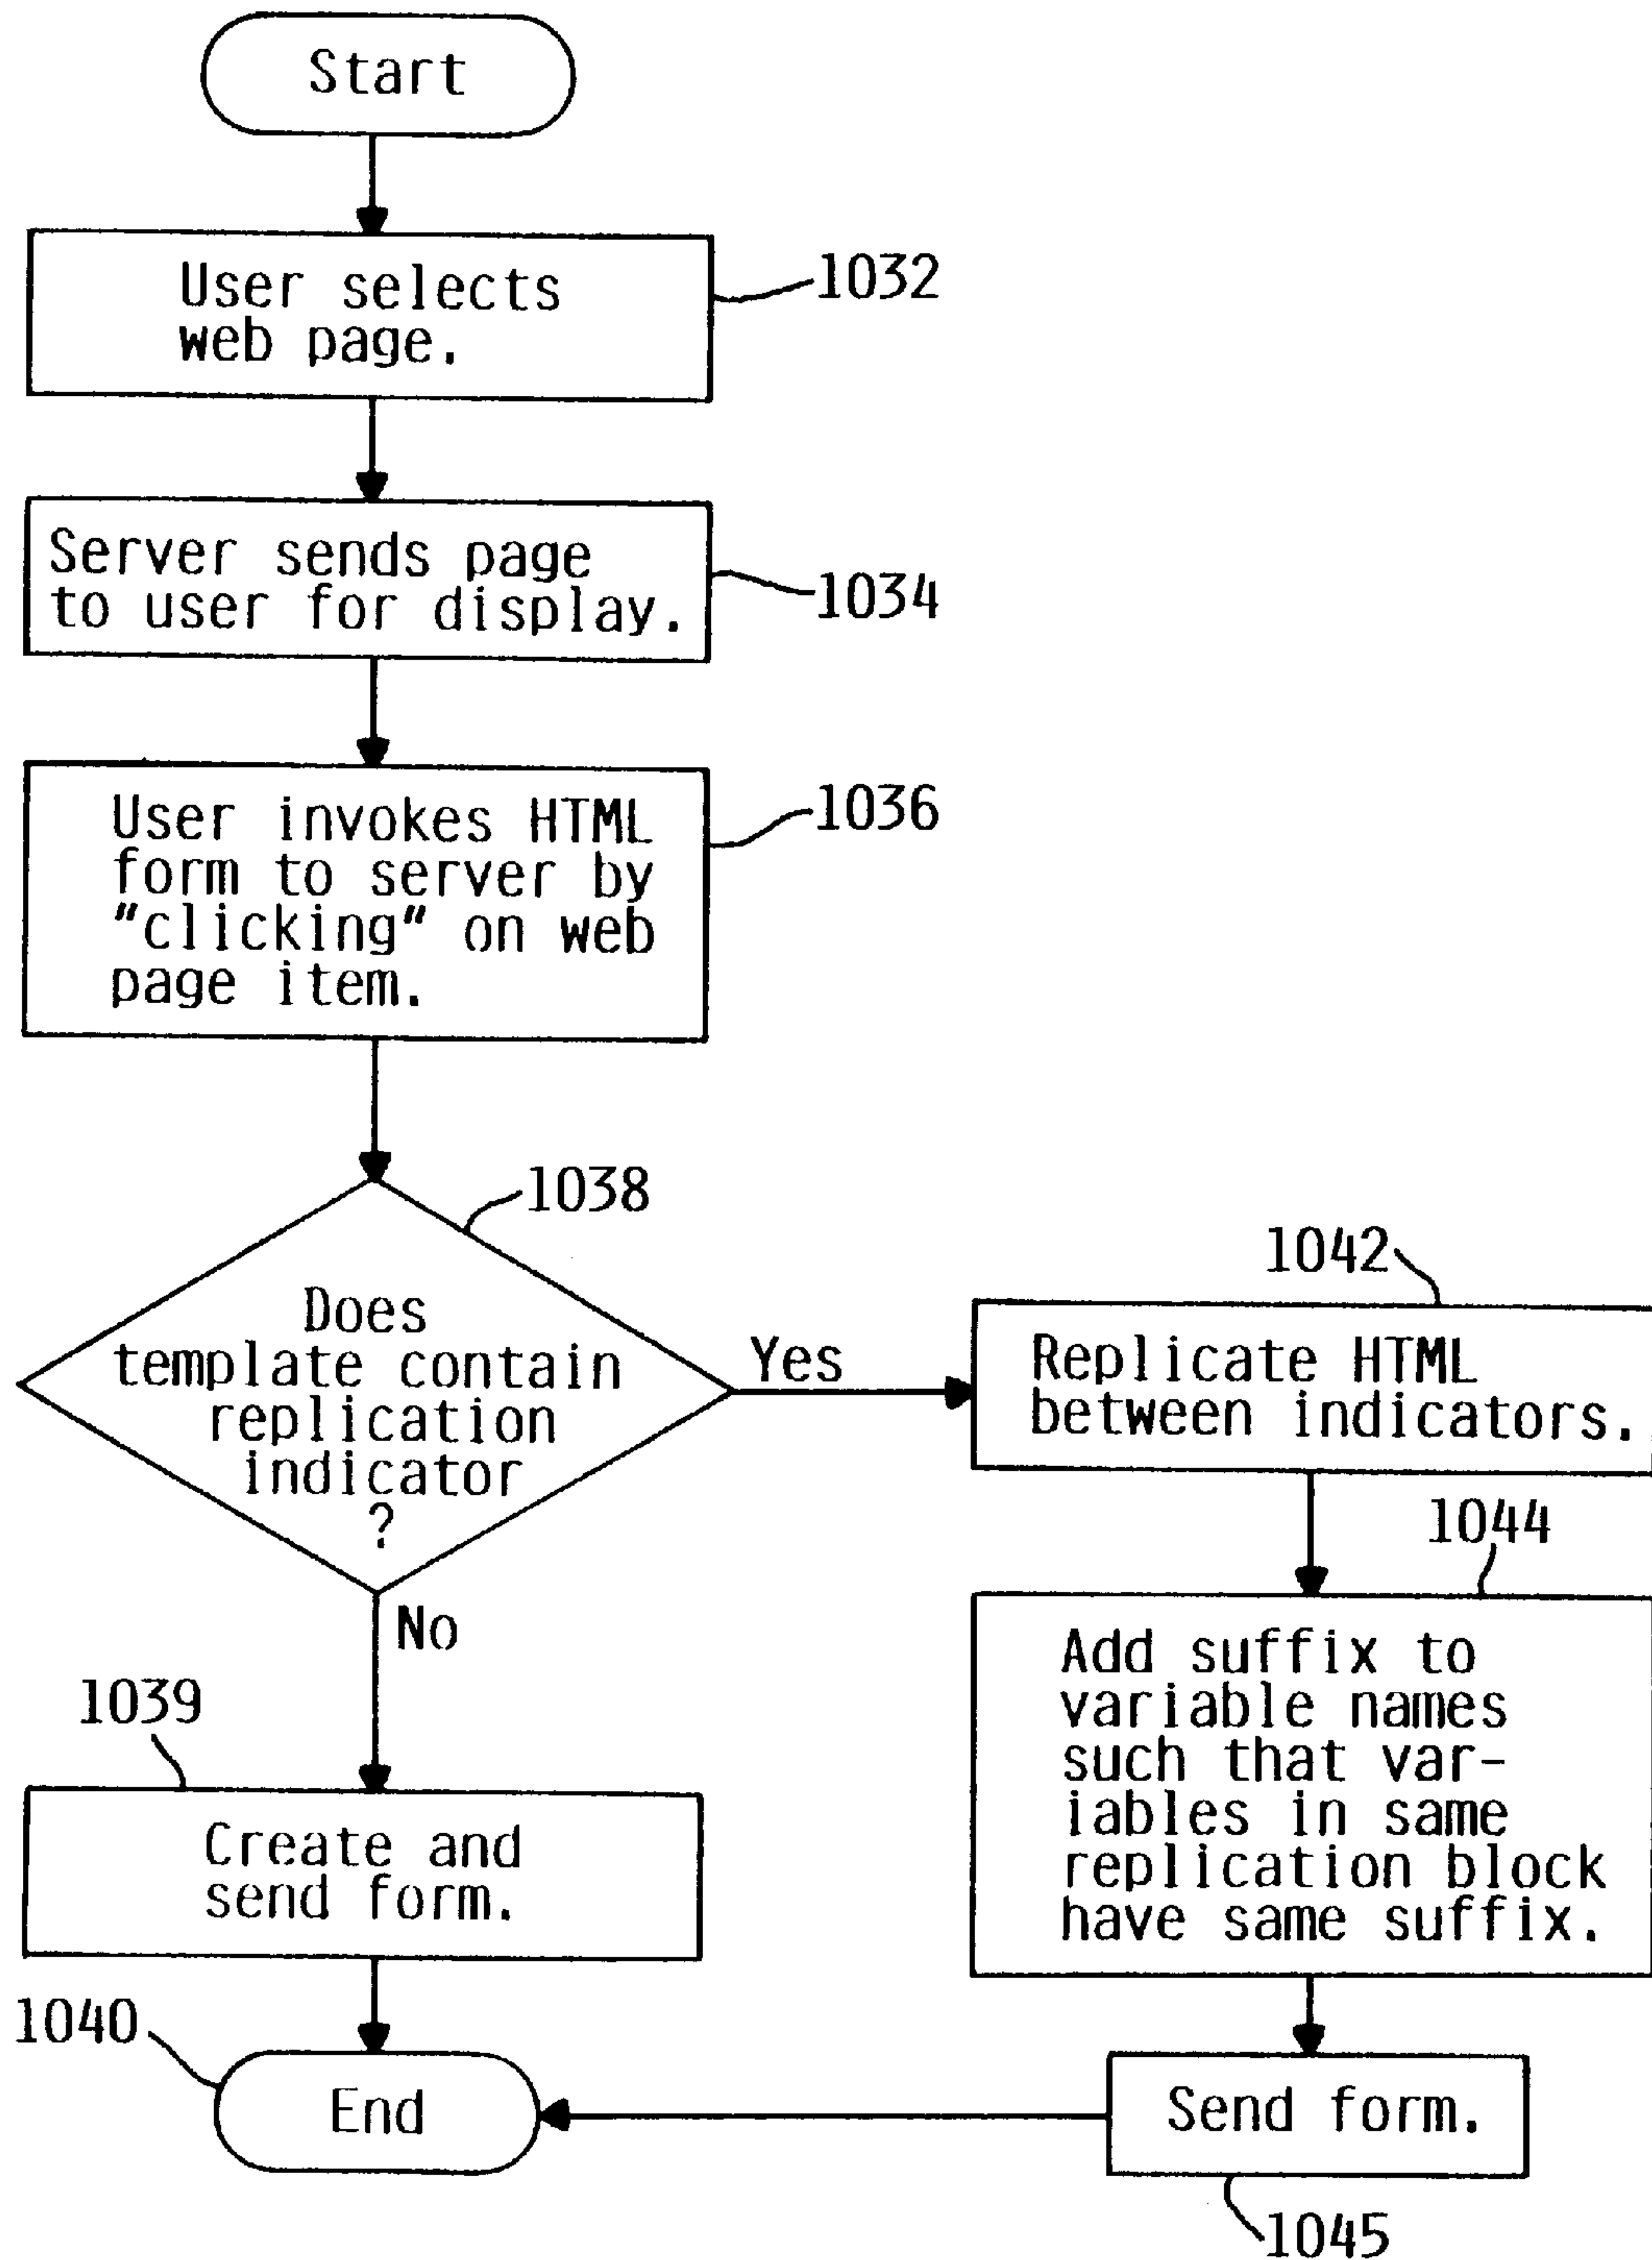 Start
User selects
web page.
1032
Server sends page
to user for display.
1034
User invokes HTML
form to server by
"clicking" on web
page item.
1036
1038
Does
template contain
replication
indicator
?
Yes
No
1042
Replicate HTML
between indicators.
1044
Add suffix to
variable names
such that var-
iables in same
replication block
have same suffix.
1039
Create and
send form.
1040
End
Send form.
1045